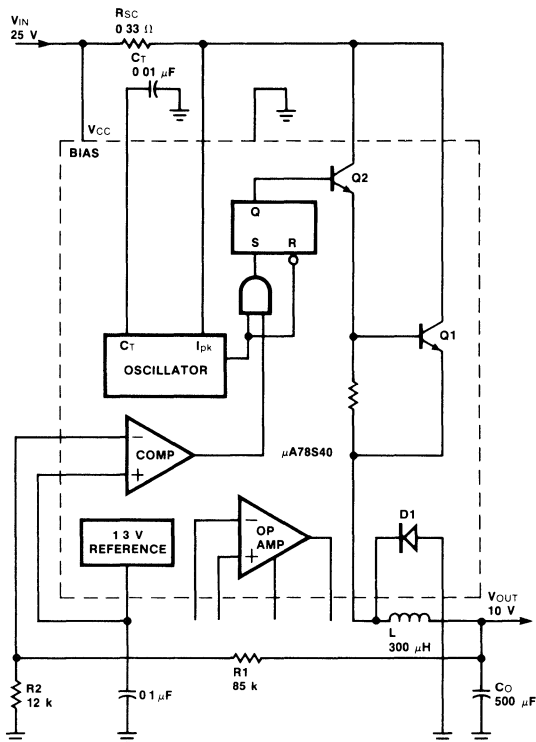 VIN
25 V
RSC
0 33 Ω
CT
0 01 μF
VCC
BIAS
Q2
Q
S R
CT Ipk
OSCILLATOR
Q1
− COMP +
μA78S40
1 3 V
REFERENCE
− OP
+ AMP
D1
VOUT
10 V
L
300 μH
R1
85 k
R2
12 k
0 1 μF
CO
500 μF